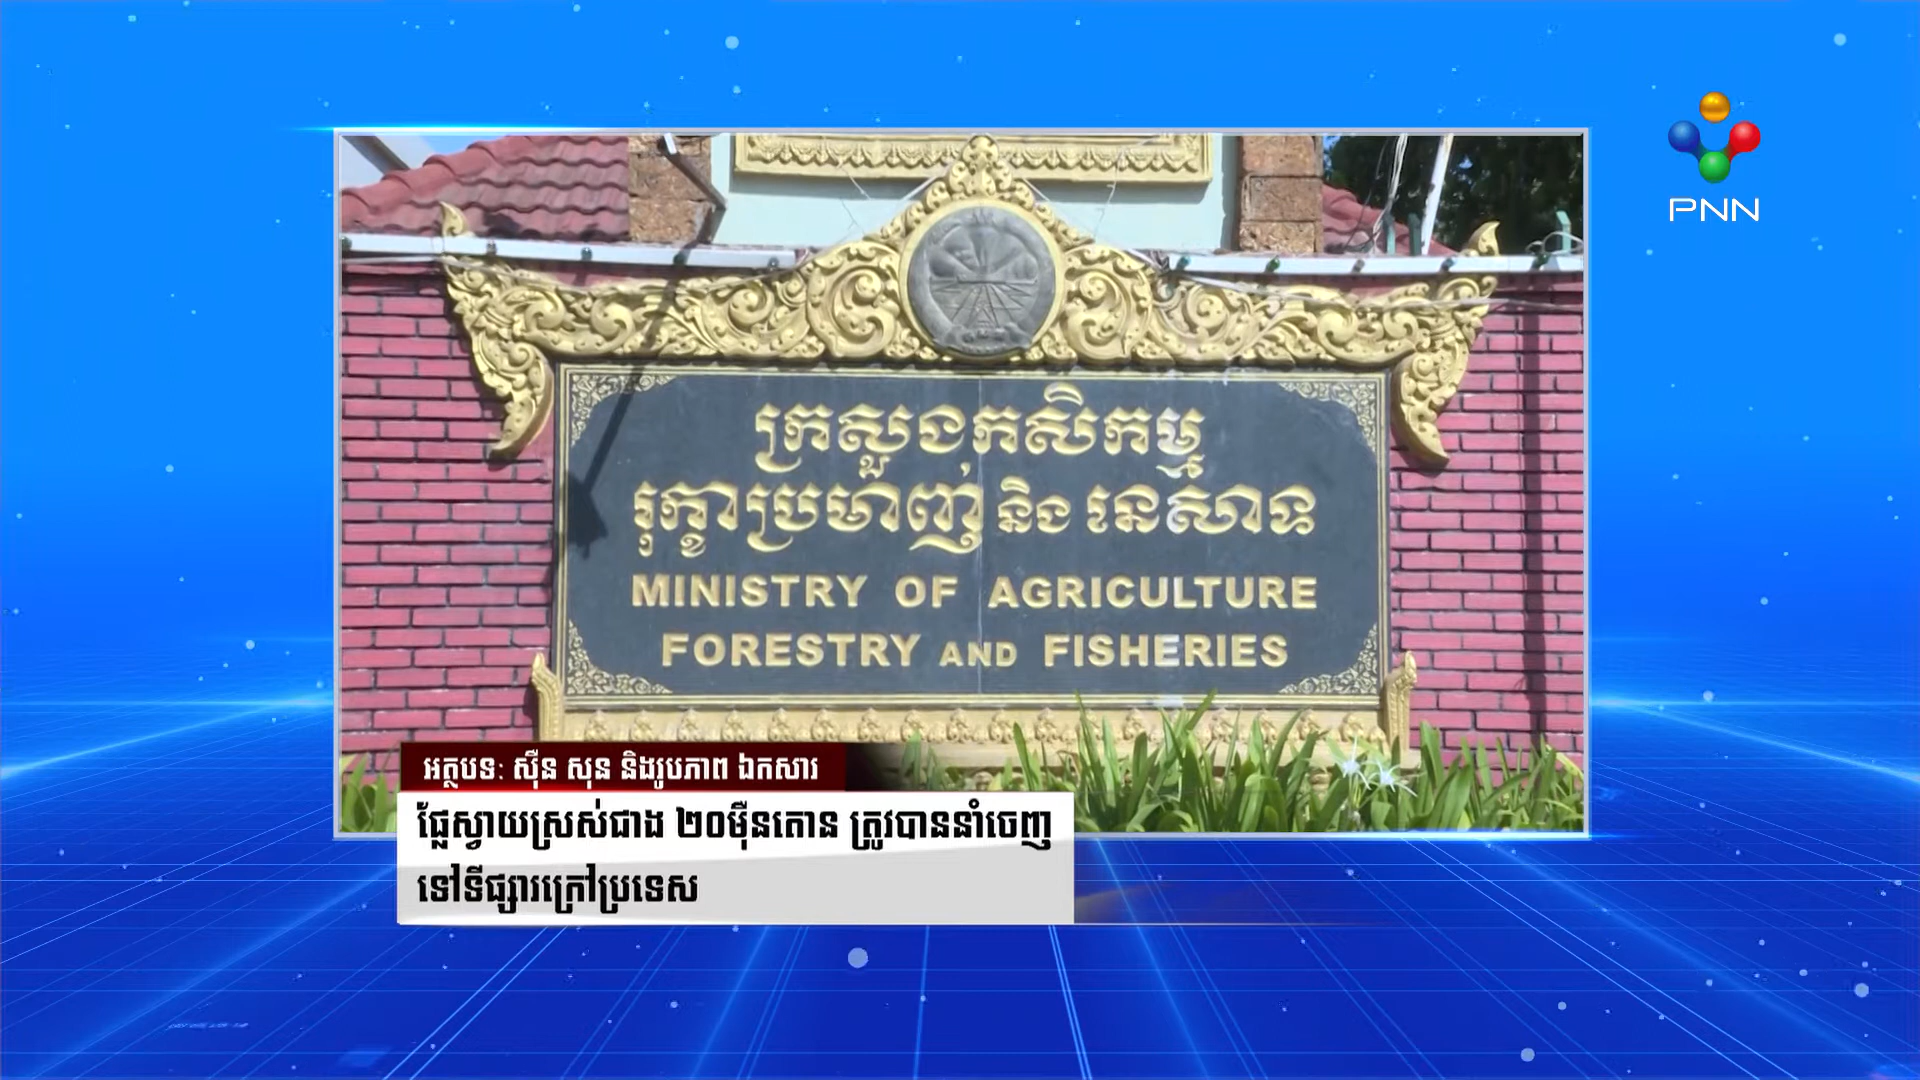 PNN
ក្រសួងកសិកម្ម
រុក្ខាប្រមាញ់ និង នេសាទ
MINISTRY OF AGRICULTURE
FORESTRY AND FISHERIES
អត្ថបទ: ស៊ឺន សុន និងរូបភាព ឯកសារ
ផ្លែស្វាយស្រស់ជាង ២០ម៉ឺនតោន ត្រូវបាននាំចេញ
ទៅទីផ្សារក្រៅប្រទេស